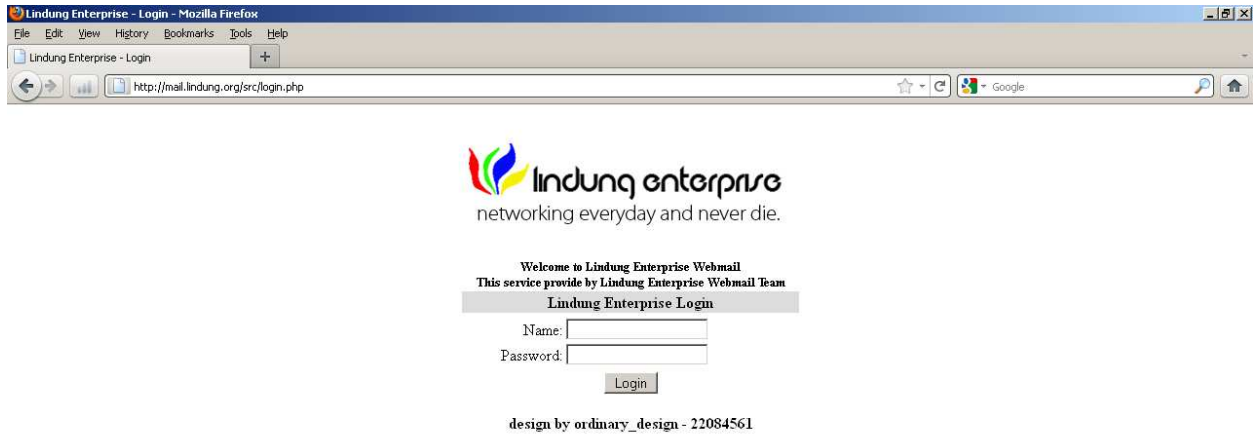 Lindung Enterprise - Login - Mozilla Firefox
File Edit View History Bookmarks Tools Help
Lindung Enterprise - Login
http://mail.lindung.org/src/login.php
Google
lindung enterprise
networking everyday and never die.
Welcome to Lindung Enterprise Webmail
This service provide by Lindung Enterprise Webmail Team
Lindung Enterprise Login
Name:
Password:
Login
design by ordinary_design - 22084561